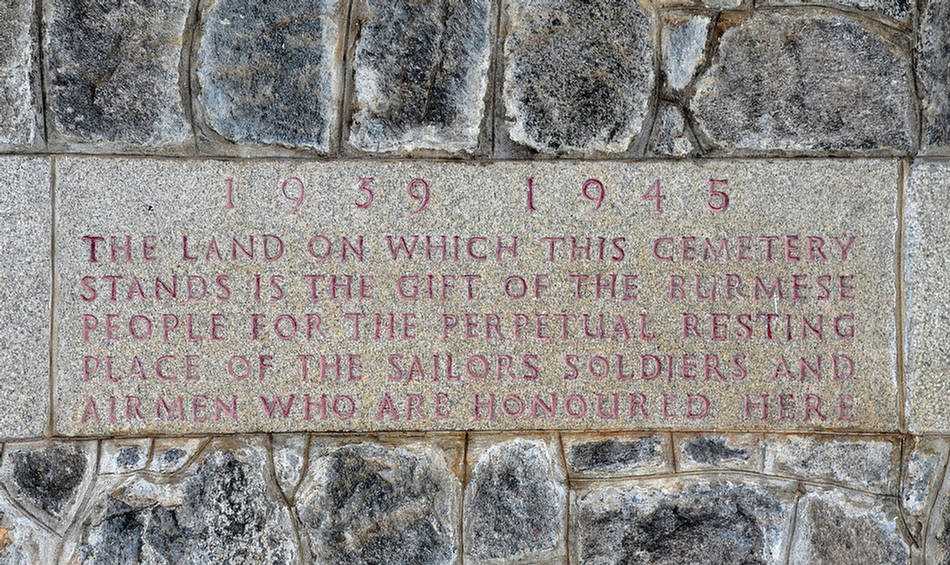 1939 1945
THE LAND ON WHICH THIS CEMETERY
STANDS IS THE GIFT OF THE BURMESE
PEOPLE FOR THE PERPETUAL RESTING
PLACE OF THE SAILORS SOLDIERS AND
AIRMEN WHO ARE HONOURED HERE